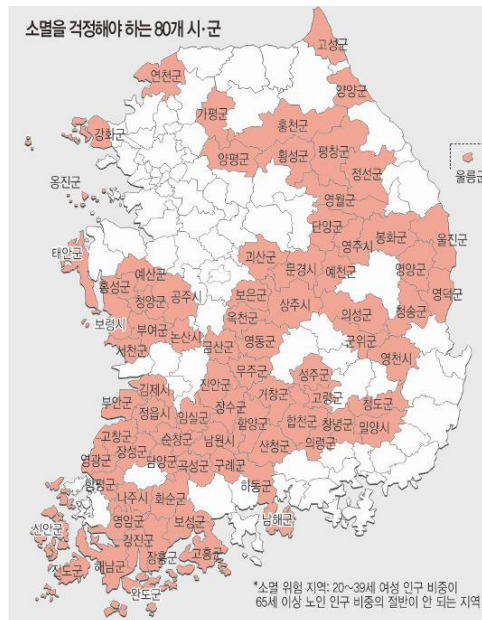 소멸을 걱정해야 하는 80개 시·군
고성군
연천군
양양군
가평군
강화군
홍천군
양평군
횡성군
평창군
정선군
옹진군
울릉군
영월군
단양군
영주시
봉화군
울진군
태안군
괴산군
문경시
예천군
영양군
예산군
홍성군
청양군
공주시
보은군
상주시
의성군
청송군
영덕군
보령시
부여군
논산시
옥천군
서천군
금산군
영동군
군위군
영천시
무주군
성주군
김제시
진안군
거창군
고령군
청도군
부안군
정읍시
임실군
장수군
함양군
합천군
창녕군
밀양시
고창군
순창군
남원시
산청군
의령군
장성군
영광군
담양군
곡성군
구례군
하동군
함평군
나주시
화순군
남해군
신안군
영암군
보성군
강진군
장흥군
고흥군
진도군
해남군
완도군
*소멸 위험 지역: 20~39세 여성 인구 비중이
65세 이상 노인 인구 비중의 절반이 안 되는 지역